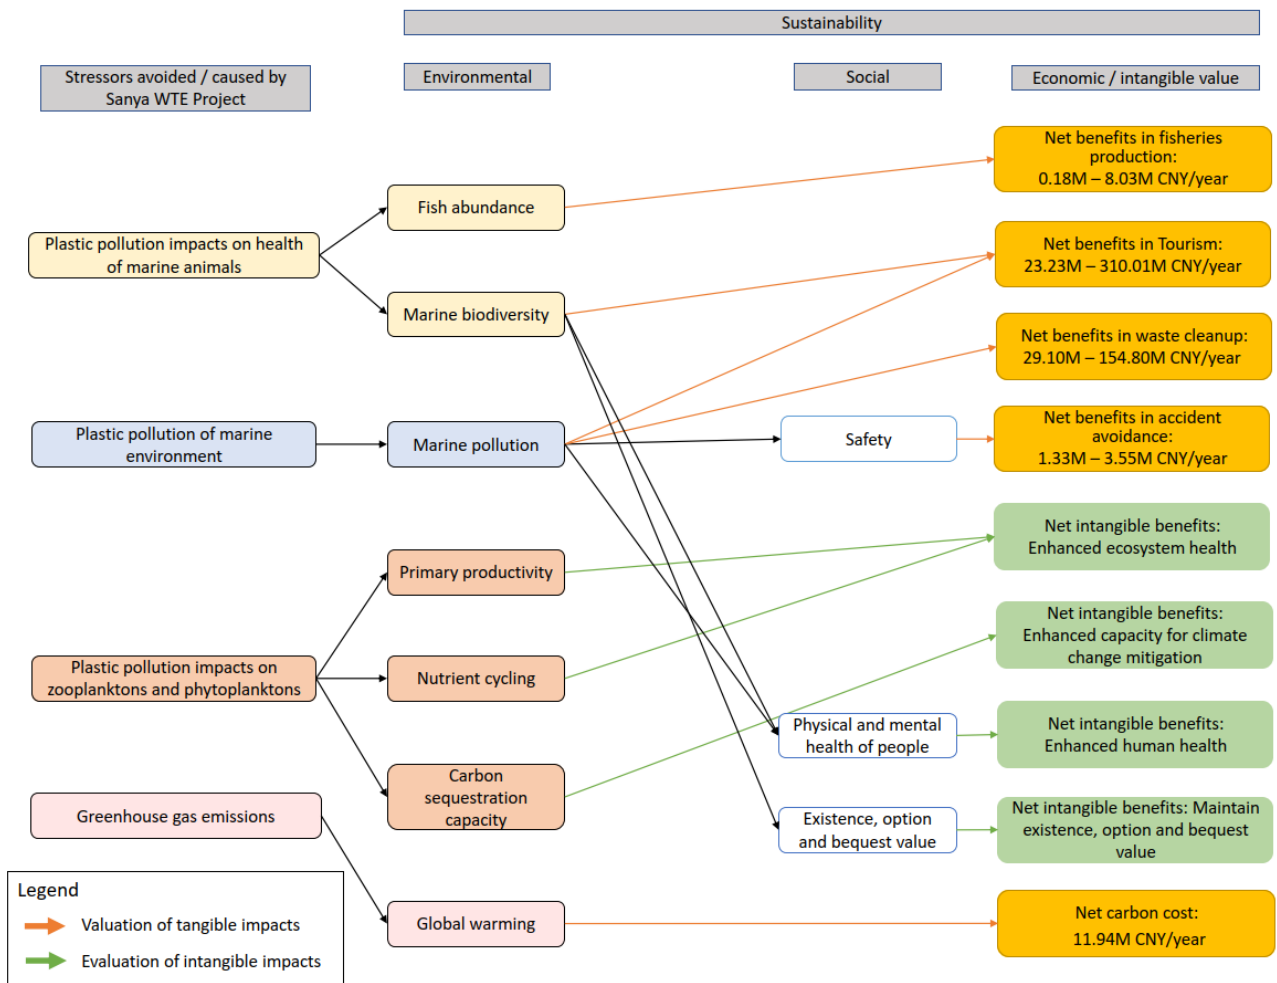 Sustainability
Stressors avoided / caused by
Sanya WTE Project
Environmental
Social
Economic / intangible value
Plastic pollution impacts on health
of marine animals
Fish abundance
Marine biodiversity
Net benefits in fisheries
production:
0.18M – 8.03M CNY/year
Net benefits in Tourism:
23.23M – 310.01M CNY/year
Net benefits in waste cleanup:
29.10M – 154.80M CNY/year
Plastic pollution of marine
environment
Marine pollution
Safety
Net benefits in accident
avoidance:
1.33M – 3.55M CNY/year
Primary productivity
Net intangible benefits:
Enhanced ecosystem health
Plastic pollution impacts on
zooplanktons and phytoplanktons
Nutrient cycling
Net intangible benefits:
Enhanced capacity for climate
change mitigation
Carbon
sequestration
capacity
Physical and mental
health of people
Net intangible benefits:
Enhanced human health
Greenhouse gas emissions
Existence, option
and bequest value
Net intangible benefits: Maintain
existence, option and bequest
value
Global warming
Net carbon cost:
11.94M CNY/year
Legend
Valuation of tangible impacts
Evaluation of intangible impacts